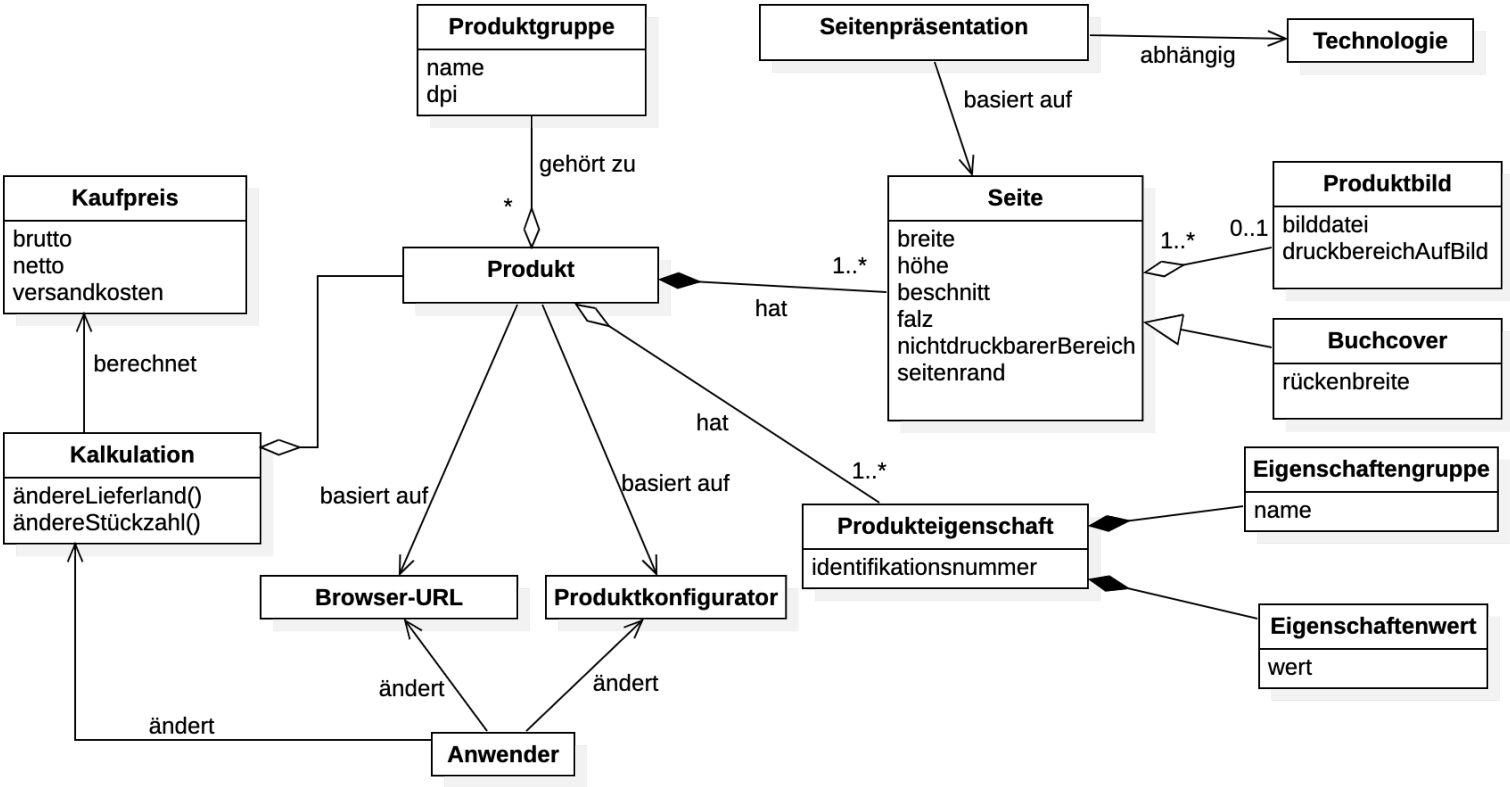 Produktgruppe
name
dpi
Seitenpräsentation
abhängig
Technologie
basiert auf
gehört zu
*
Kaufpreis
brutto
netto
versandkosten
Seite
breite
höhe
beschnitt
falz
nichtdruckbarerBereich
seitenrand
Produktbild
bilddatei
druckbereichAufBild
1..*
0..1
Produkt
1..*
hat
Buchcover
rückenbreite
berechnet
Kalkulation
ändereLieferland()
ändereStückzahl()
hat
1..*
basiert auf
basiert auf
Eigenschaftengruppe
name
Produkteigenschaft
identifikationsnummer
Browser-URL
Produktkonfigurator
Eigenschaftenwert
wert
ändert
ändert
ändert
Anwender